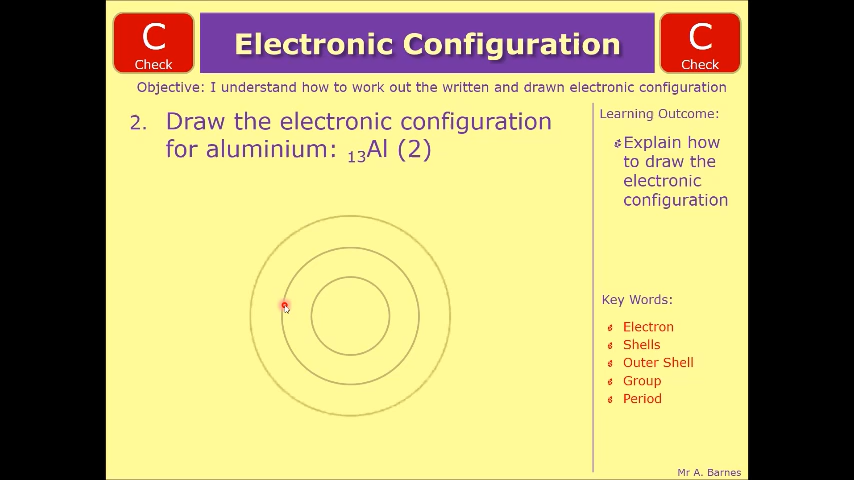 C
Check
Electronic Configuration
C
Check
Objective: I understand how to work out the written and drawn electronic configuration
2. Draw the electronic configuration
for aluminium: ₁₃Al (2)
Learning Outcome:
Explain how
to draw the
electronic
configuration
Key Words:
Electron
Shells
Outer Shell
Group
Period
Mr A. Barnes